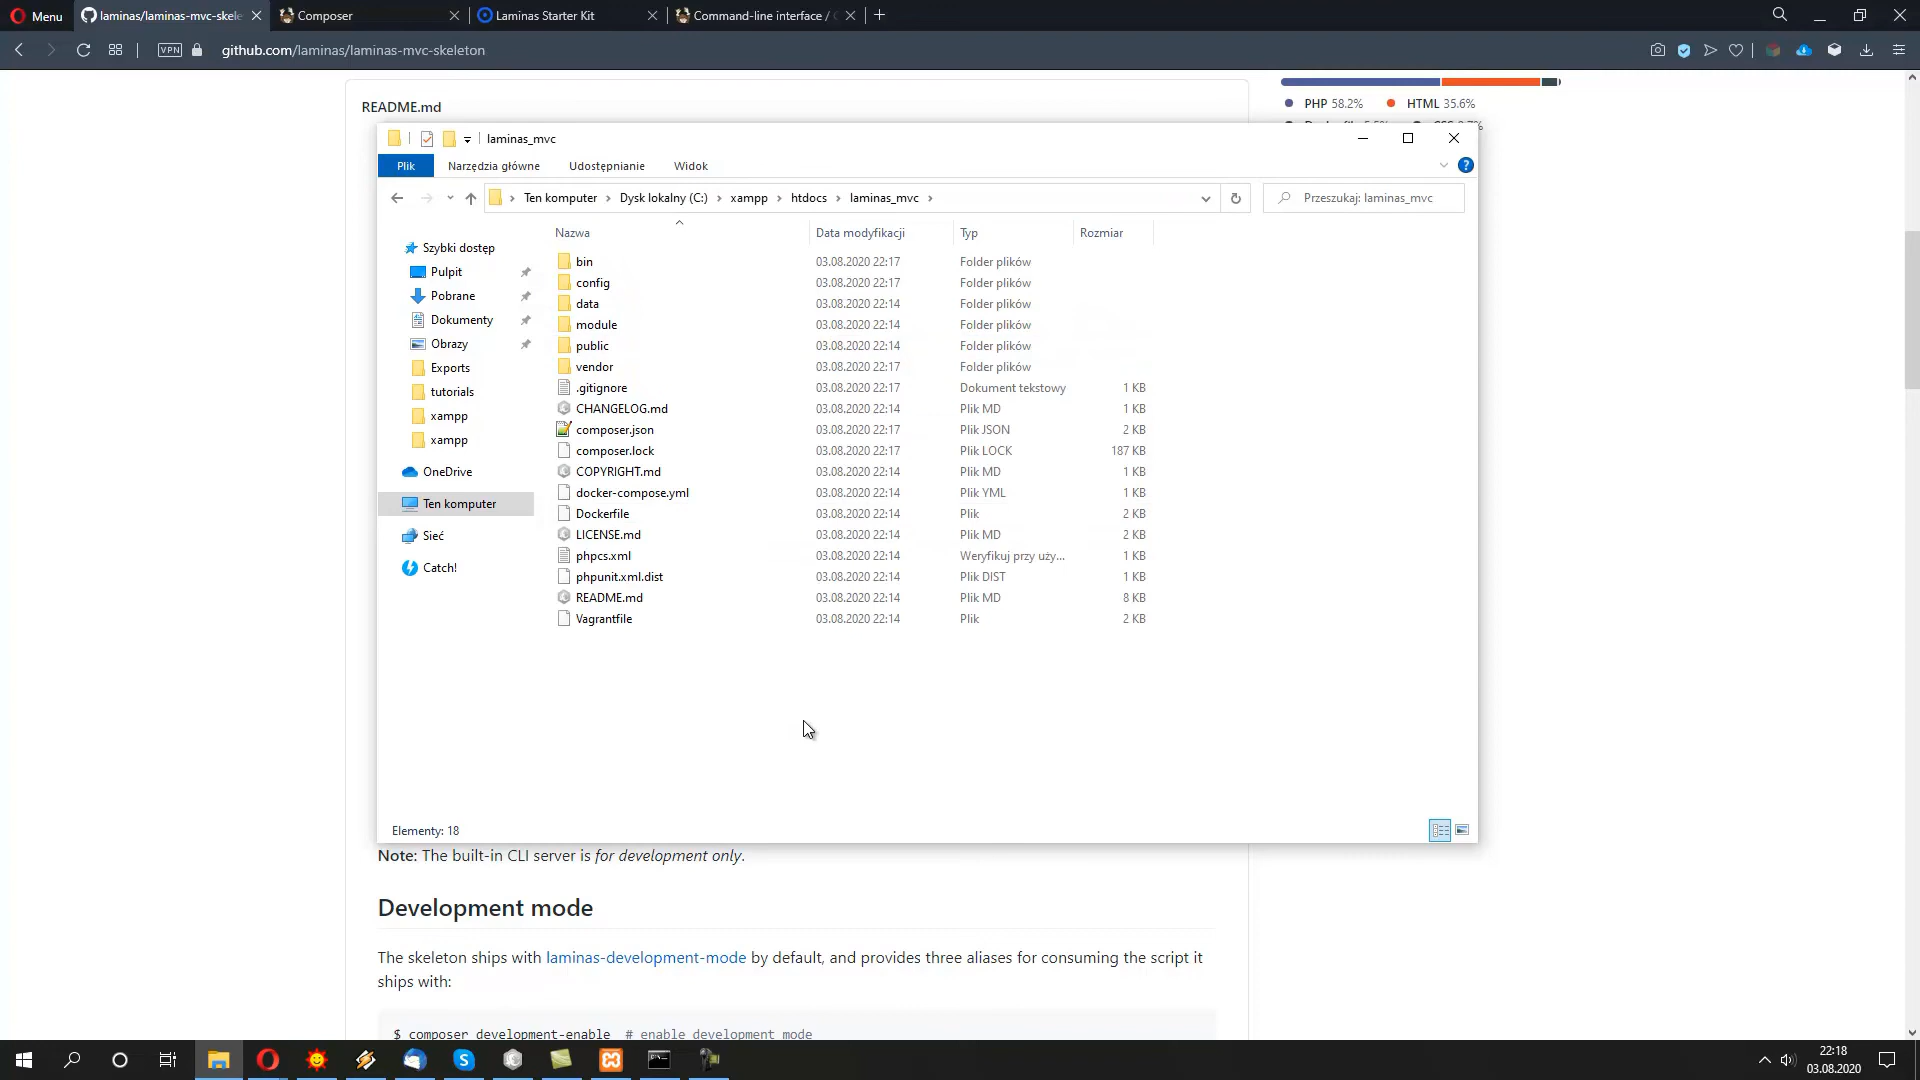 Menu
laminas/laminas-mvc-skele
Composer
Laminas Starter Kit
Command-line interface /
VPN
github.com/laminas/laminas-mvc-skeleton
README.md
PHP 58.2%
HTML 35.6%
laminas_mvc
Plik
Narzędzia główne
Udostępnianie
Widok
Ten komputer
Dysk lokalny (C:)
xampp
htdocs
laminas_mvc
Przeszukaj: laminas_mvc
Nazwa
Data modyfikacji
Typ
Rozmiar
Szybki dostęp
Pulpit
Pobrane
Dokumenty
Obrazy
Exports
tutorials
xampp
xampp
OneDrive
Ten komputer
Sieć
Catch!
bin 03.08.2020 22:17 Folder plików
config 03.08.2020 22:17 Folder plików
data 03.08.2020 22:14 Folder plików
module 03.08.2020 22:14 Folder plików
public 03.08.2020 22:14 Folder plików
vendor 03.08.2020 22:17 Folder plików
.gitignore 03.08.2020 22:17 Dokument tekstowy 1 KB
CHANGELOG.md 03.08.2020 22:14 Plik MD 1 KB
composer.json 03.08.2020 22:17 Plik JSON 2 KB
composer.lock 03.08.2020 22:17 Plik LOCK 187 KB
COPYRIGHT.md 03.08.2020 22:14 Plik MD 1 KB
docker-compose.yml 03.08.2020 22:14 Plik YML 1 KB
Dockerfile 03.08.2020 22:14 Plik 2 KB
LICENSE.md 03.08.2020 22:14 Plik MD 2 KB
phpcs.xml 03.08.2020 22:14 Weryfikuj przy uży... 1 KB
phpunit.xml.dist 03.08.2020 22:14 Plik DIST 1 KB
README.md 03.08.2020 22:14 Plik MD 8 KB
Vagrantfile 03.08.2020 22:14 Plik 2 KB
Elementy: 18
Note: The built-in CLI server is for development only.
Development mode
The skeleton ships with laminas-development-mode by default, and provides three aliases for consuming the script it
ships with:
$ composer development-enable # enable development mode
22:18
03.08.2020